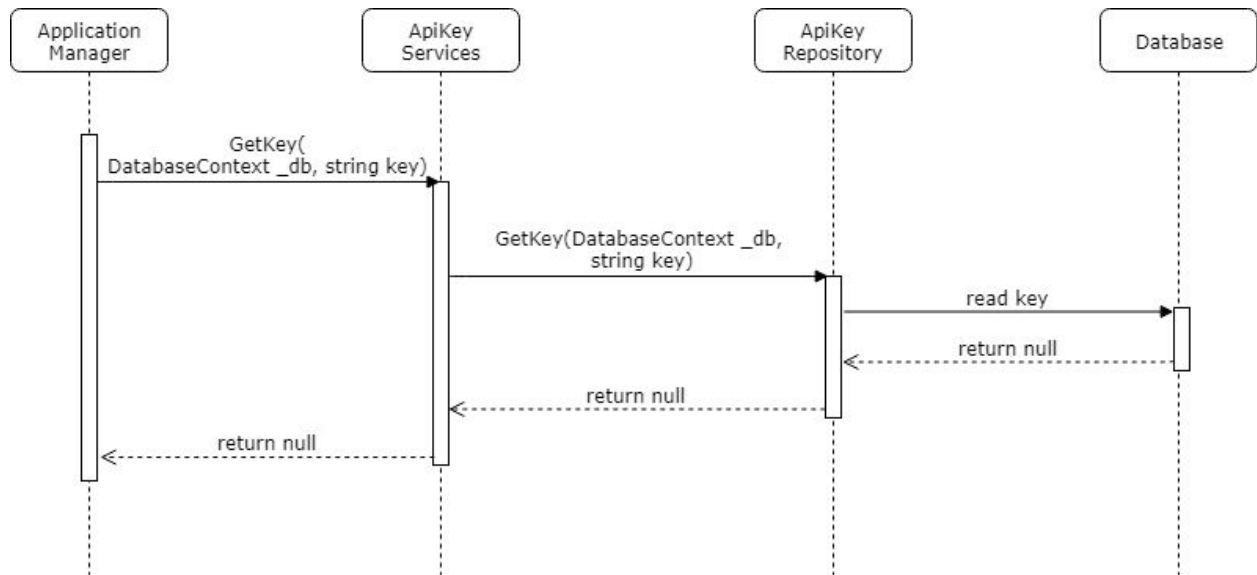 Application
Manager
ApiKey
Services
ApiKey
Repository
Database
GetKey(
DatabaseContext _db, string key)
GetKey(DatabaseContext _db,
string key)
read key
return null
return null
return null